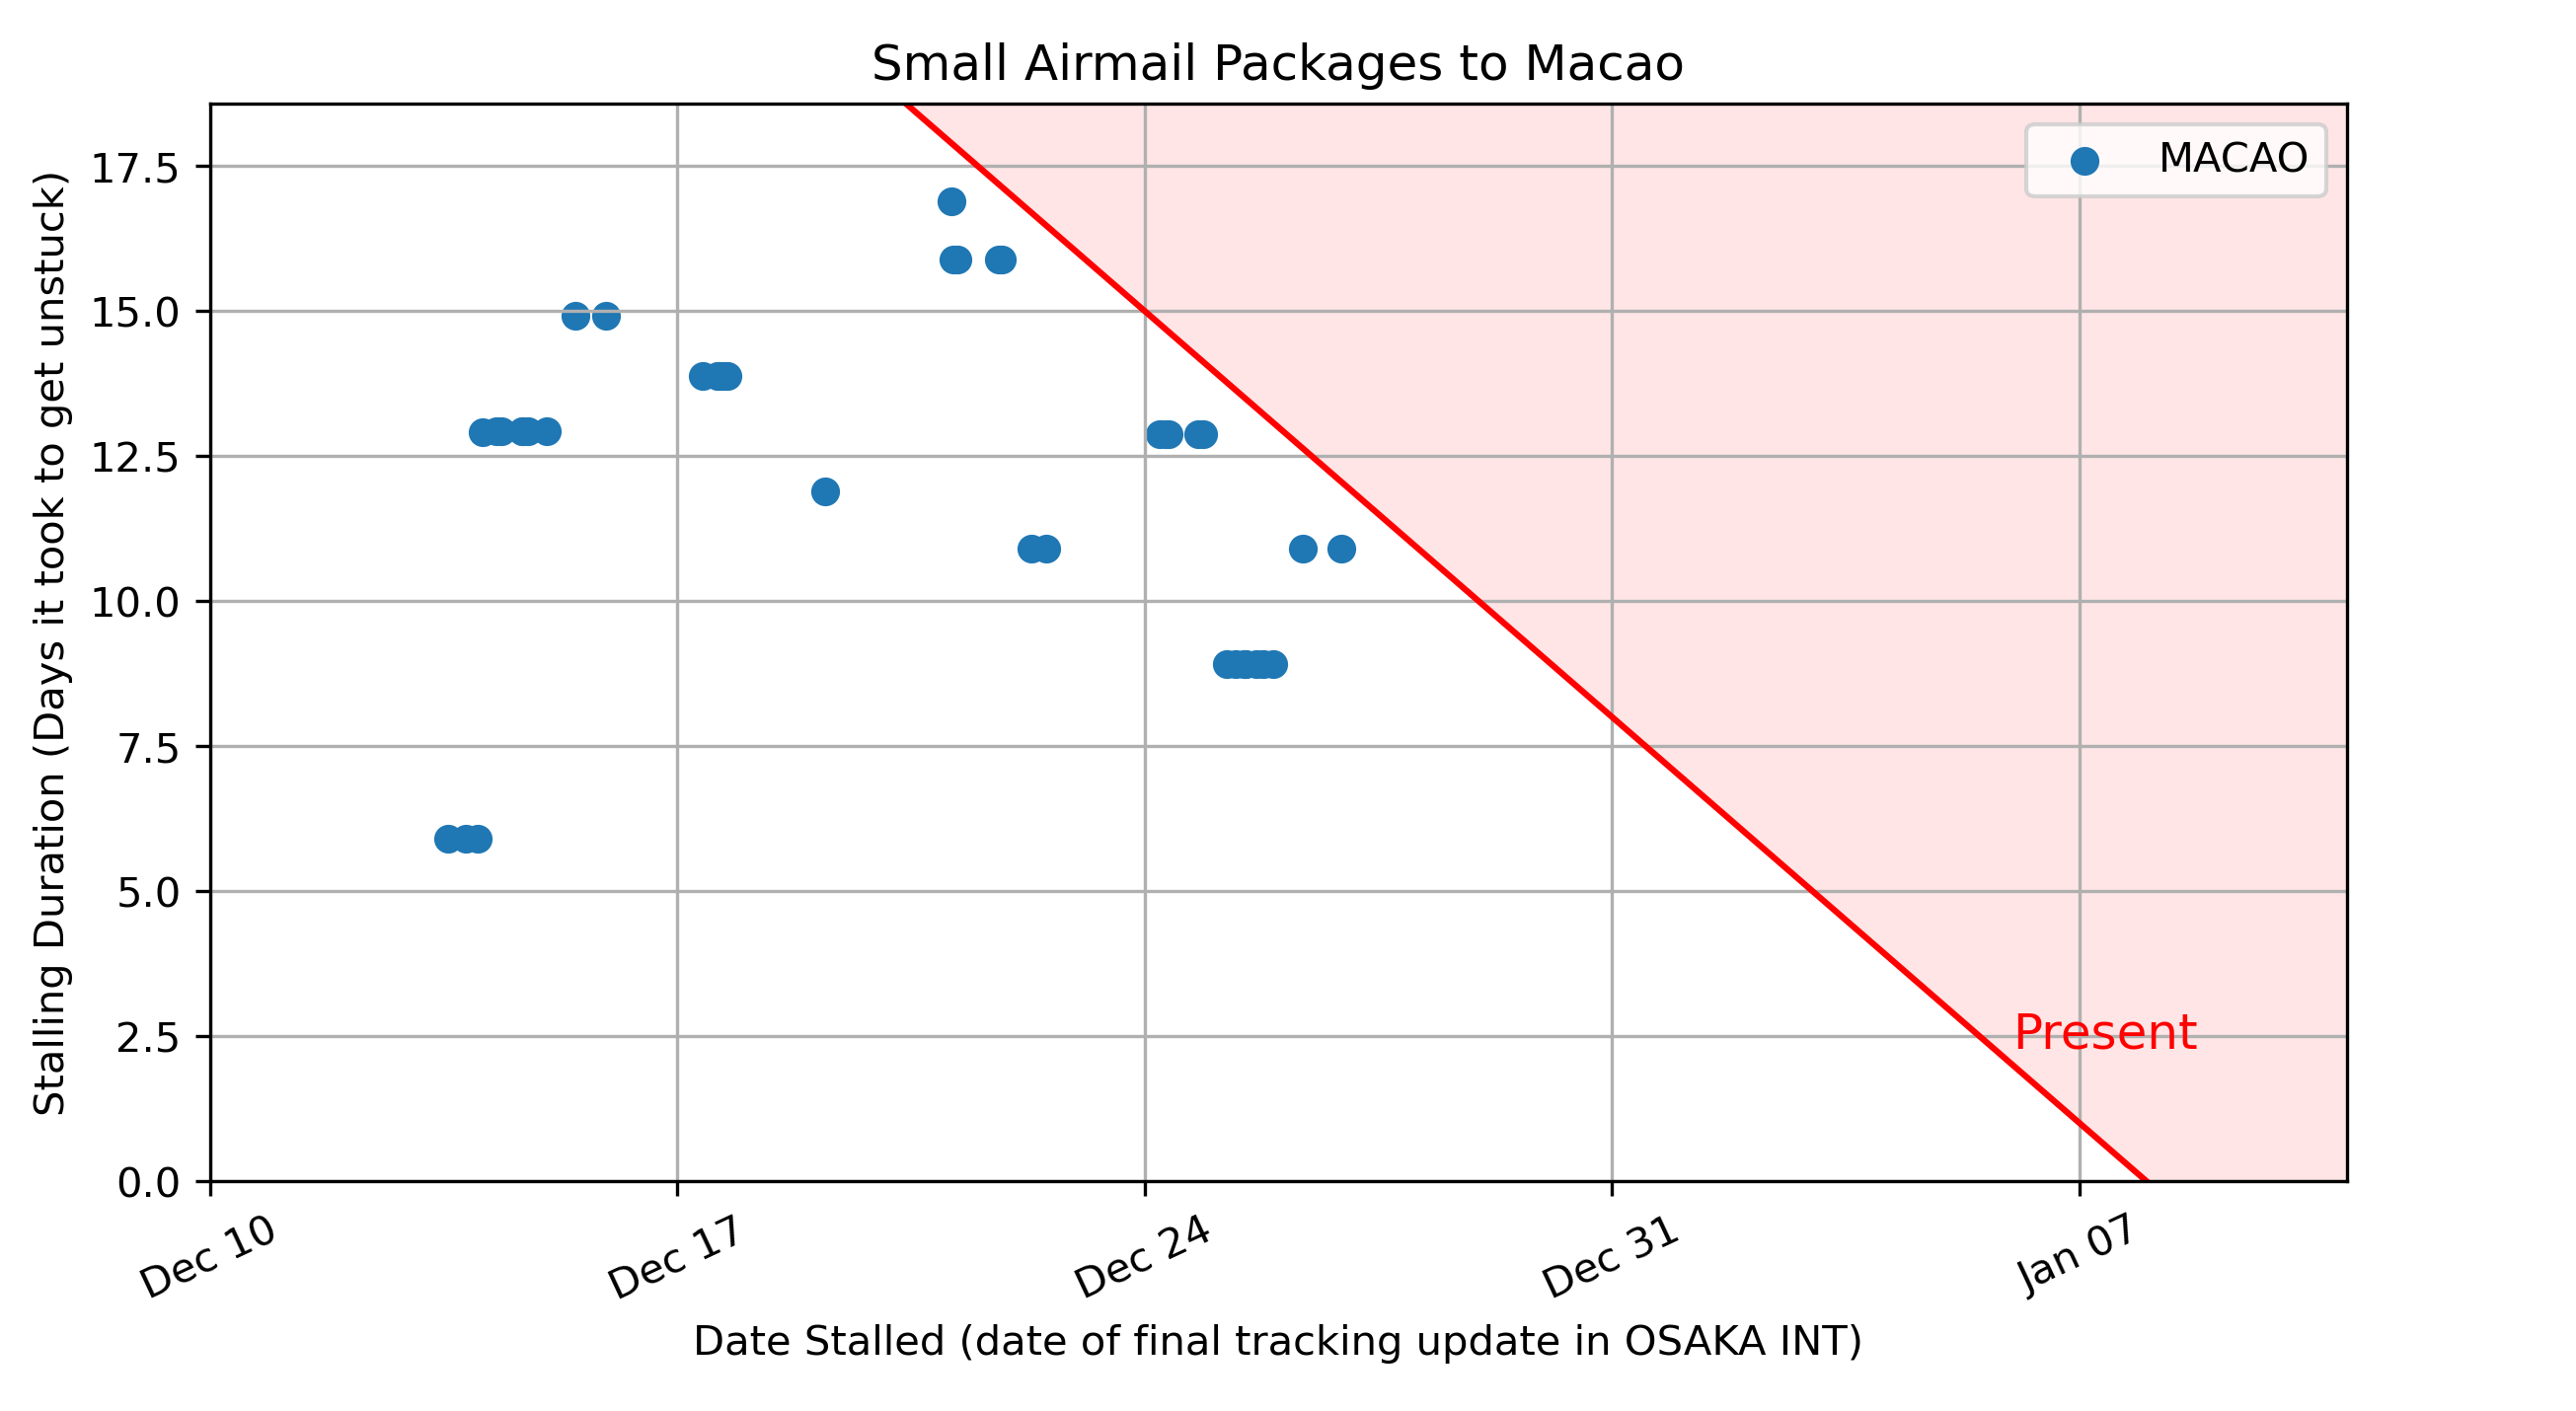 Small Airmail Packages to Macao
MACAO
Stalling Duration (Days it took to get unstuck)
17.5
15.0
12.5
10.0
7.5
5.0
2.5
0.0
Present
Dec 10
Dec 17
Dec 24
Dec 31
Jan 07
Date Stalled (date of final tracking update in OSAKA INT)